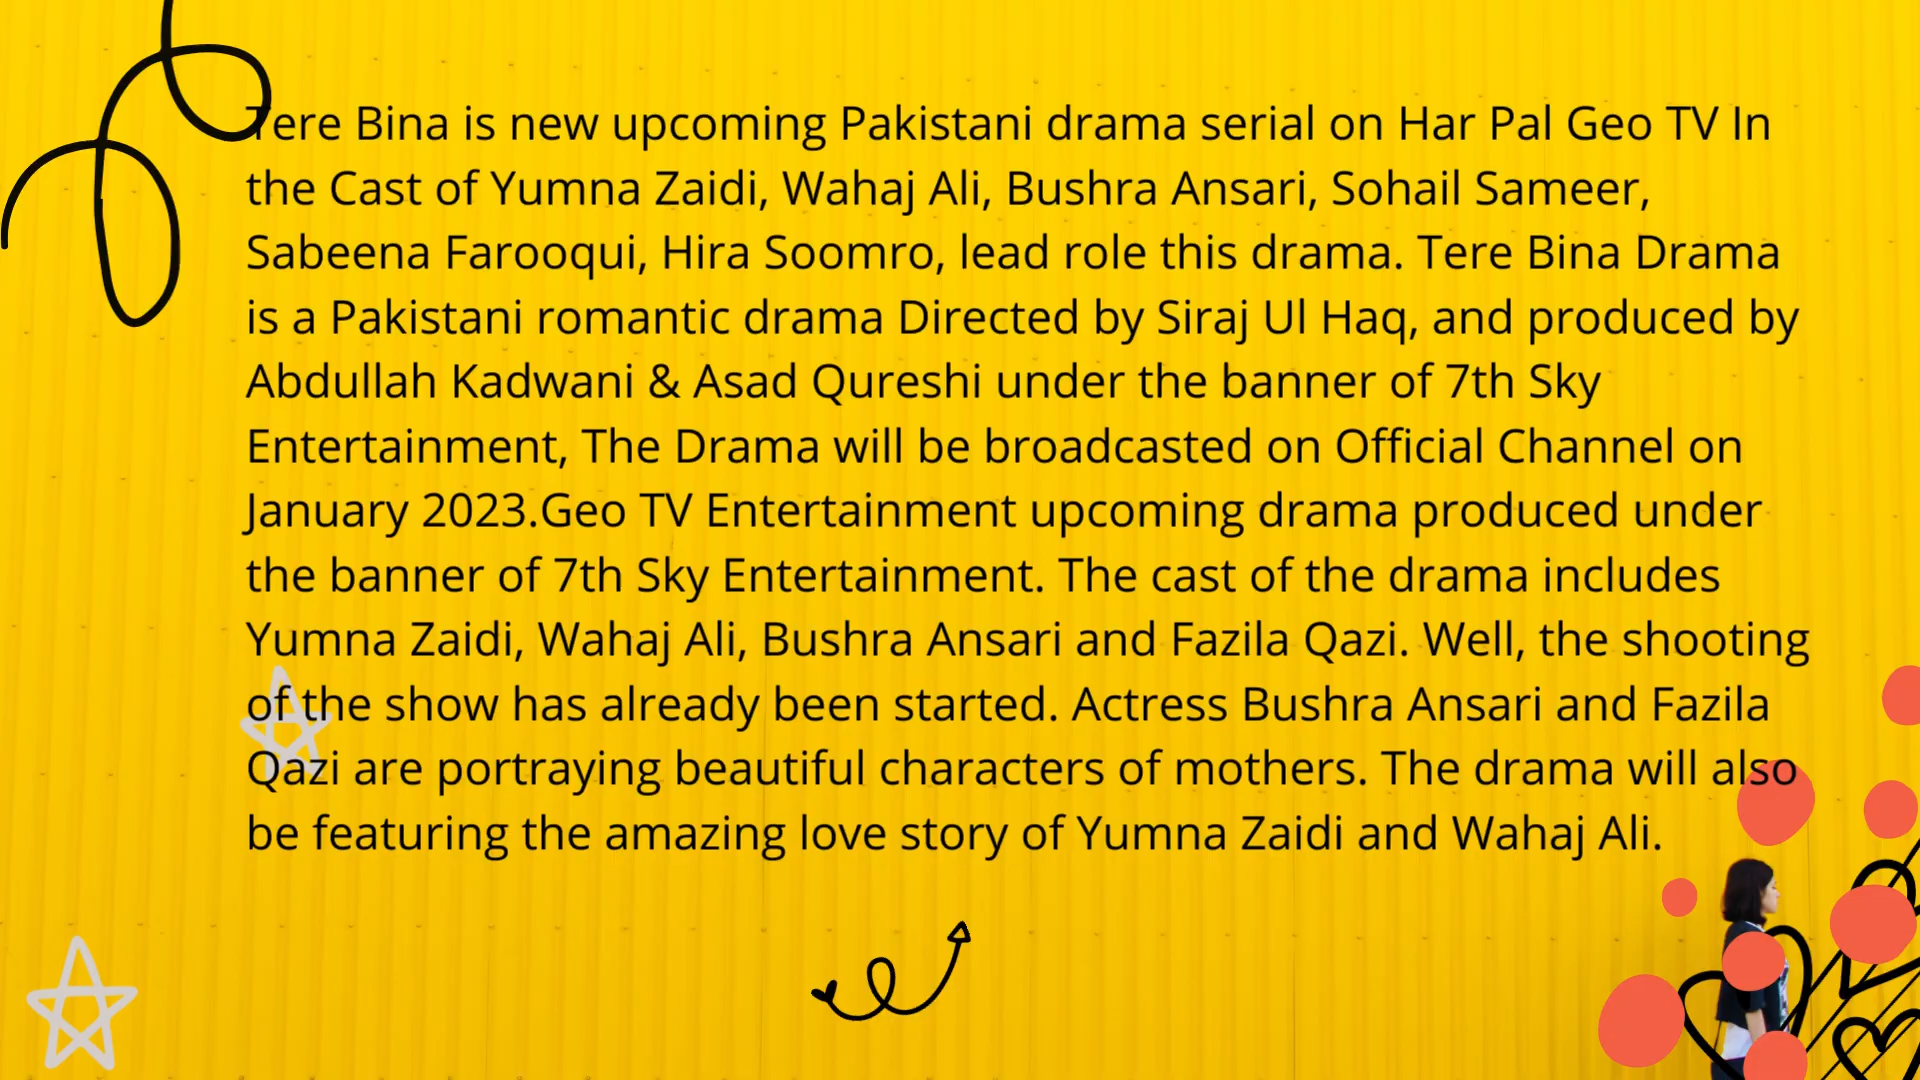 Tere Bina is new upcoming Pakistani drama serial on Har Pal Geo TV In
the Cast of Yumna Zaidi, Wahaj Ali, Bushra Ansari, Sohail Sameer,
Sabeena Farooqui, Hira Soomro, lead role this drama. Tere Bina Drama
is a Pakistani romantic drama Directed by Siraj Ul Haq, and produced by
Abdullah Kadwani & Asad Qureshi under the banner of 7th Sky
Entertainment, The Drama will be broadcasted on Official Channel on
January 2023.Geo TV Entertainment upcoming drama produced under
the banner of 7th Sky Entertainment. The cast of the drama includes
Yumna Zaidi, Wahaj Ali, Bushra Ansari and Fazila Qazi. Well, the shooting
of the show has already been started. Actress Bushra Ansari and Fazila
Qazi are portraying beautiful characters of mothers. The drama will also
be featuring the amazing love story of Yumna Zaidi and Wahaj Ali.